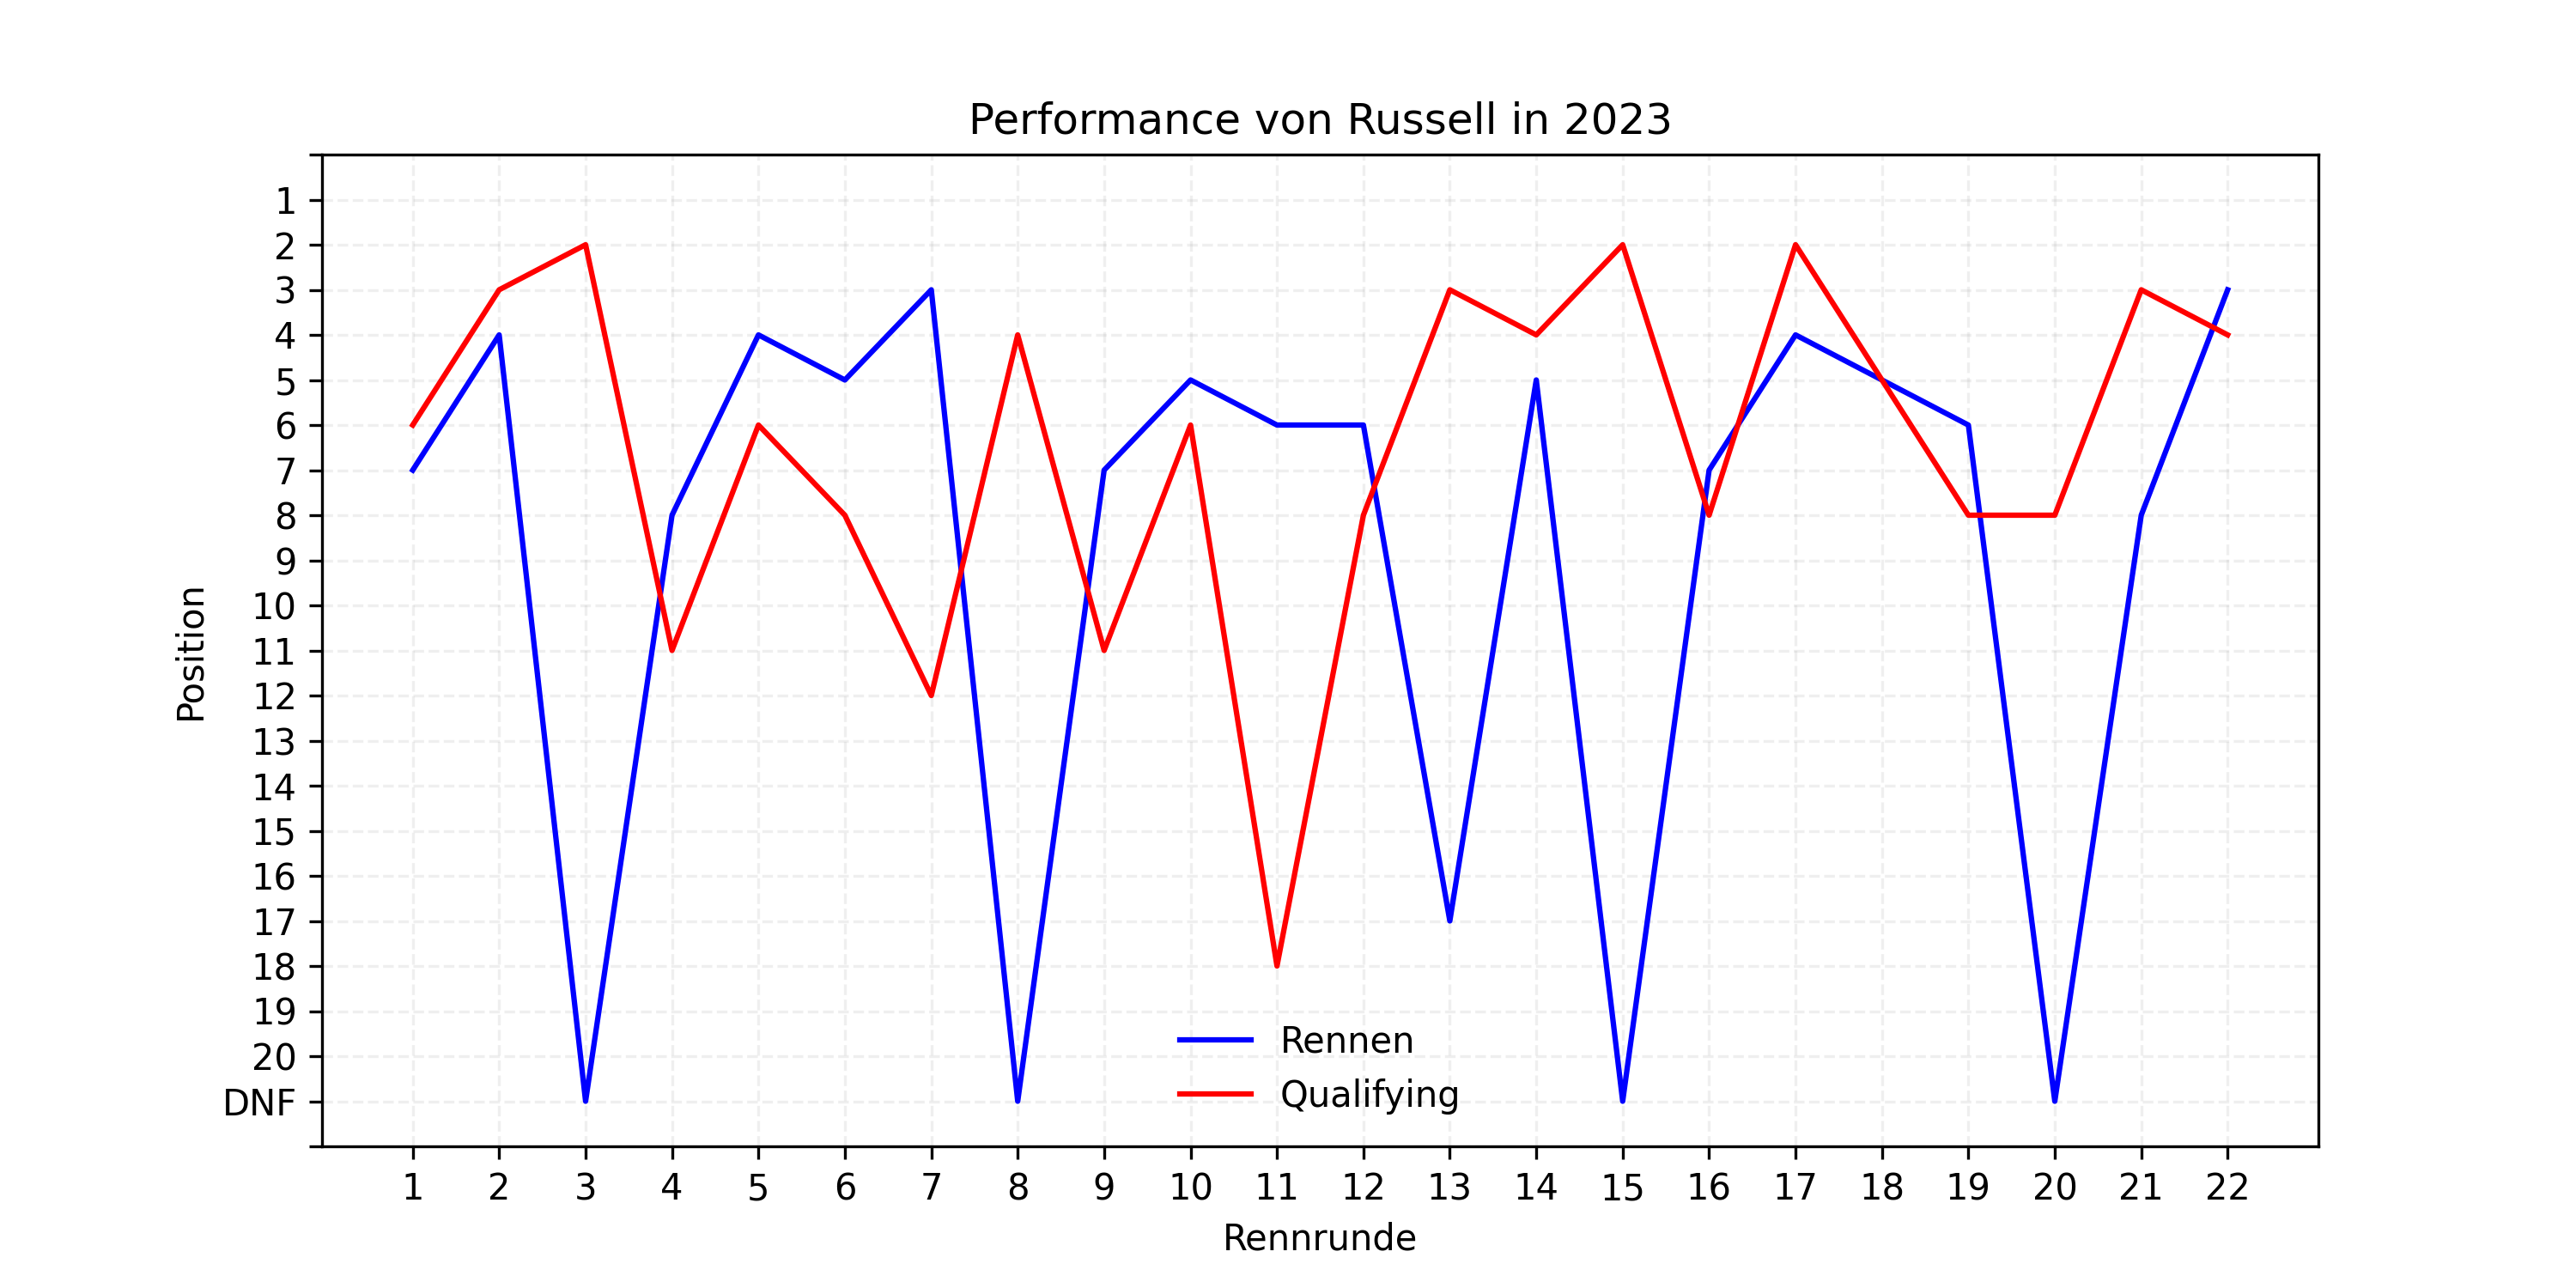 Performance von Russell in 2023
Position
1
2
3
4
5
6
7
8
9
10
11
12
13
14
15
16
17
18
19
20
DNF
Rennen
Qualifying
1 2 3 4 5 6 7 8 9 10 11 12 13 14 15 16 17 18 19 20 21 22
Rennrunde